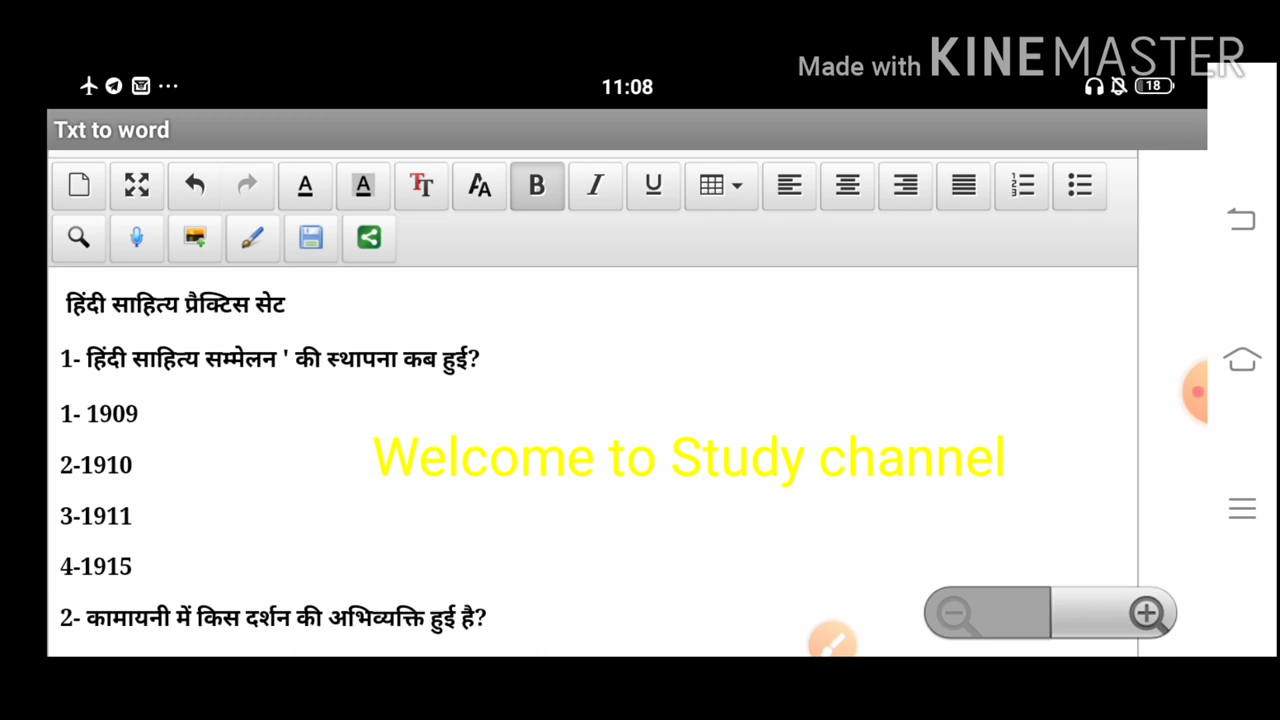 Made with KINEMASTER
11:08
18
Txt to word
हिंदी साहित्य प्रैक्टिस सेट
1- हिंदी साहित्य सम्मेलन ' की स्थापना कब हुई?
1- 1909
Welcome to Study channel
2-1910
3-1911
4-1915
2- कामायनी में किस दर्शन की अभिव्यक्ति हुई है?